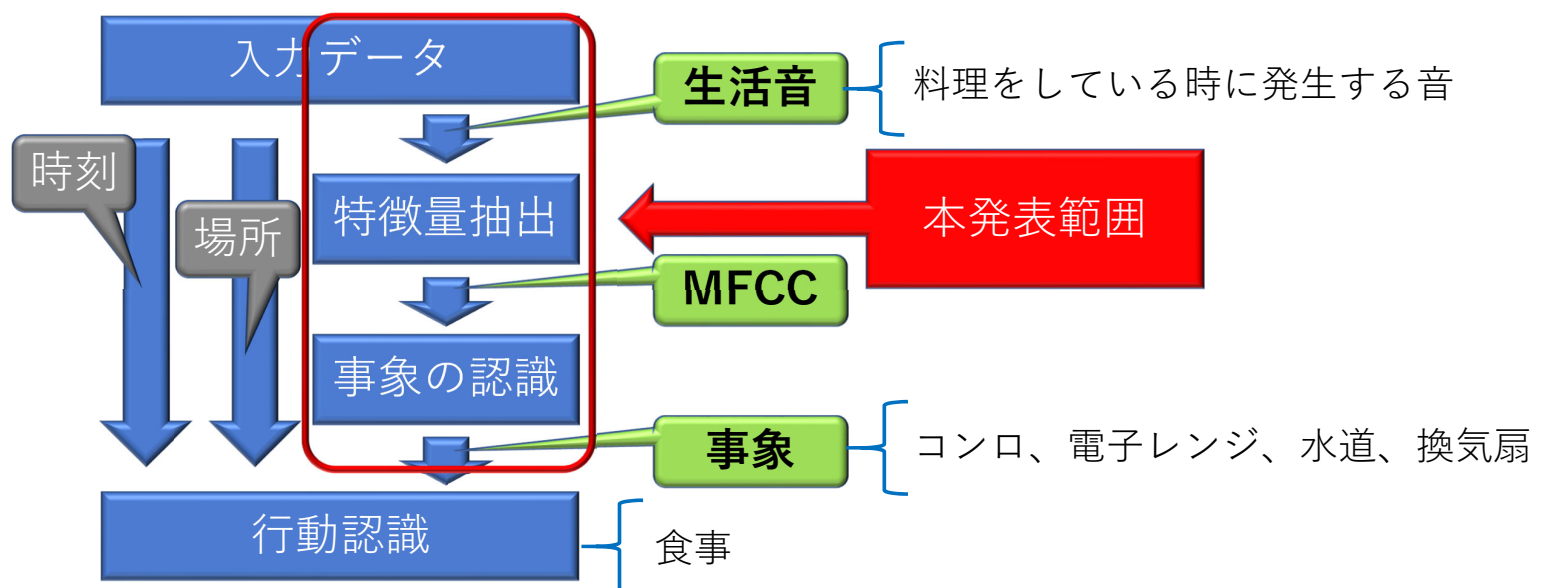 入力データ
生活音
料理をしている時に発生する音
時刻
場所
特徴量抽出
本発表範囲
MFCC
事象の認識
事象
コンロ、電子レンジ、水道、換気扇
行動認識
食事